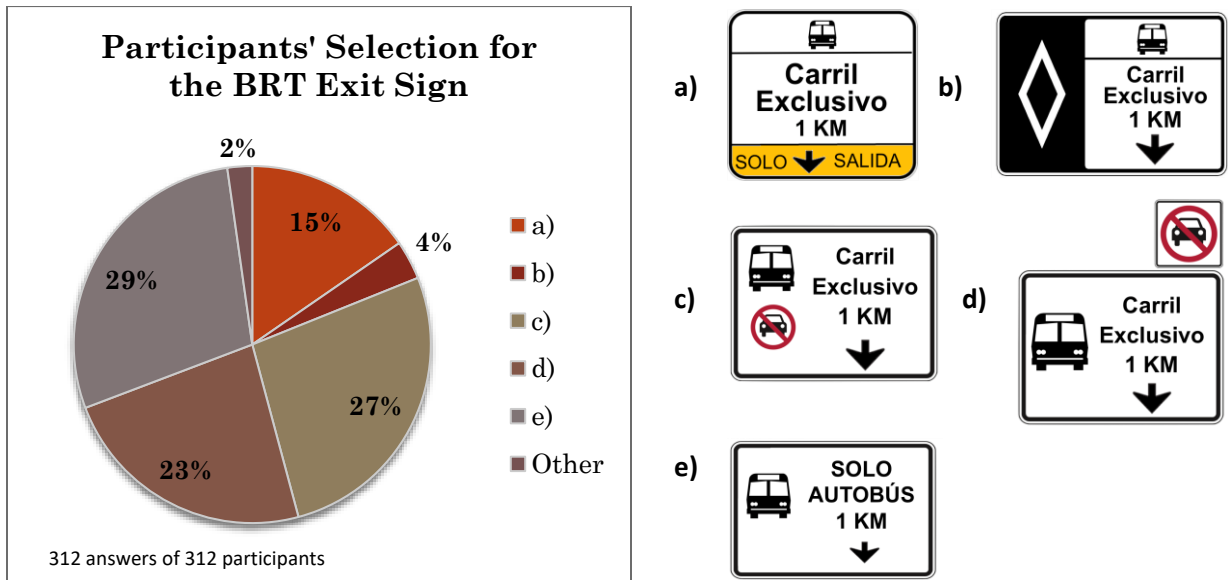 Participants' Selection for
the BRT Exit Sign
2%
15%
4%
29%
27%
23%
a)
b)
c)
d)
e)
Other
312 answers of 312 participants
a)
Carril
Exclusivo
1 KM
SOLO SALIDA
b)
Carril
Exclusivo
1 KM
c)
Carril
Exclusivo
1 KM
d)
Carril
Exclusivo
1 KM
e)
SOLO
AUTOBÚS
1 KM